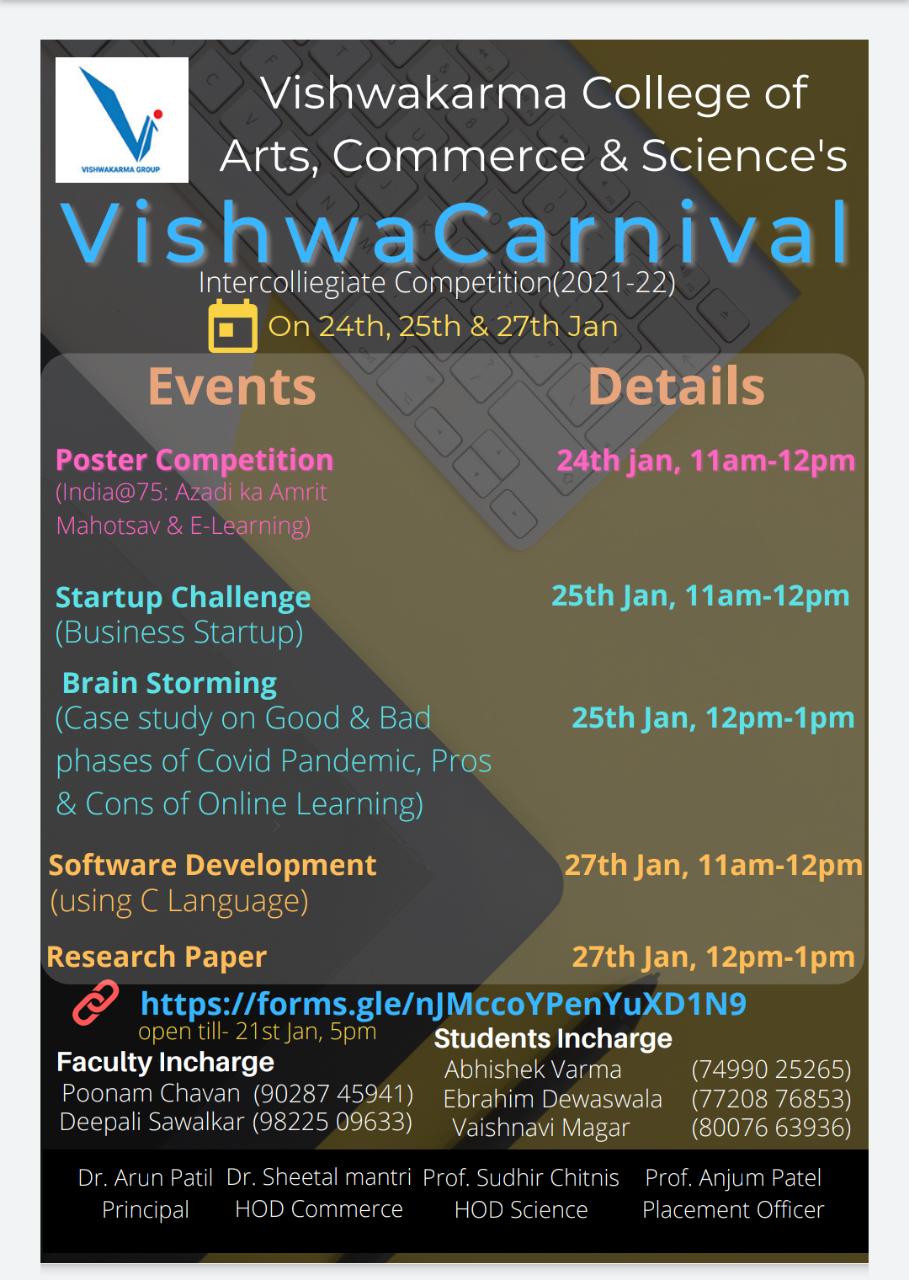 VISHWAKARMA GROUP
Vishwakarma College of
Arts, Commerce & Science's
VishwaCarnival
Intercolliegiate Competition(2021-22)
On 24th, 25th & 27th Jan
Events Details
Poster Competition 24th jan, 11am-12pm
(India@75: Azadi ka Amrit
Mahotsav & E-Learning)
Startup Challenge 25th Jan, 11am-12pm
(Business Startup)
Brain Storming
(Case study on Good & Bad 25th Jan, 12pm-1pm
phases of Covid Pandemic, Pros
& Cons of Online Learning)
Software Development 27th Jan, 11am-12pm
(using C Language)
Research Paper 27th Jan, 12pm-1pm
https://forms.gle/nJMccoYPenYuXD1N9
open till- 21st Jan, 5pm
Faculty Incharge
Poonam Chavan (90287 45941)
Deepali Sawalkar (98225 09633)
Students Incharge
Abhishek Varma (74990 25265)
Ebrahim Dewaswala (77208 76853)
Vaishnavi Magar (80076 63936)
Dr. Arun Patil Dr. Sheetal mantri Prof. Sudhir Chitnis Prof. Anjum Patel
Principal HOD Commerce HOD Science Placement Officer